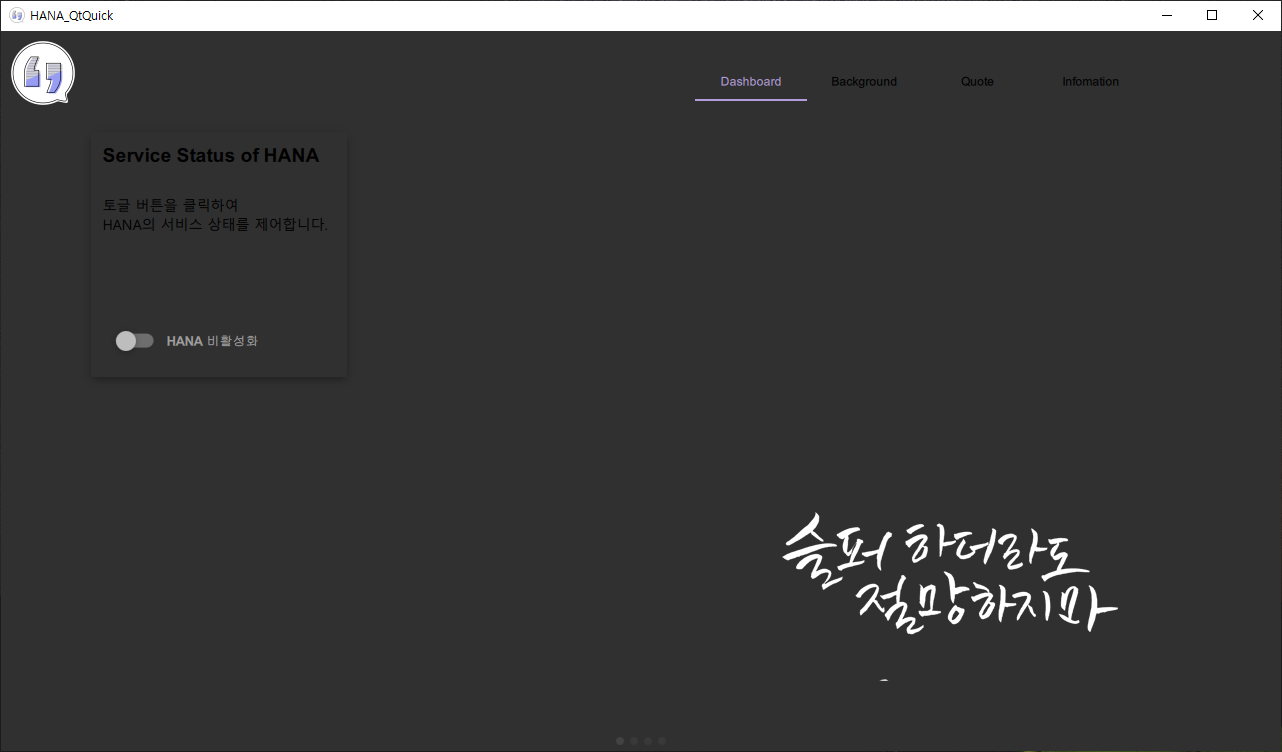 HANA_QtQuick
Dashboard Background Quote Infomation
Service Status of HANA
토글 버튼을 클릭하여
HANA의 서비스 상태를 제어합니다.
HANA 비활성화
슬퍼 하더라도
절망하지마